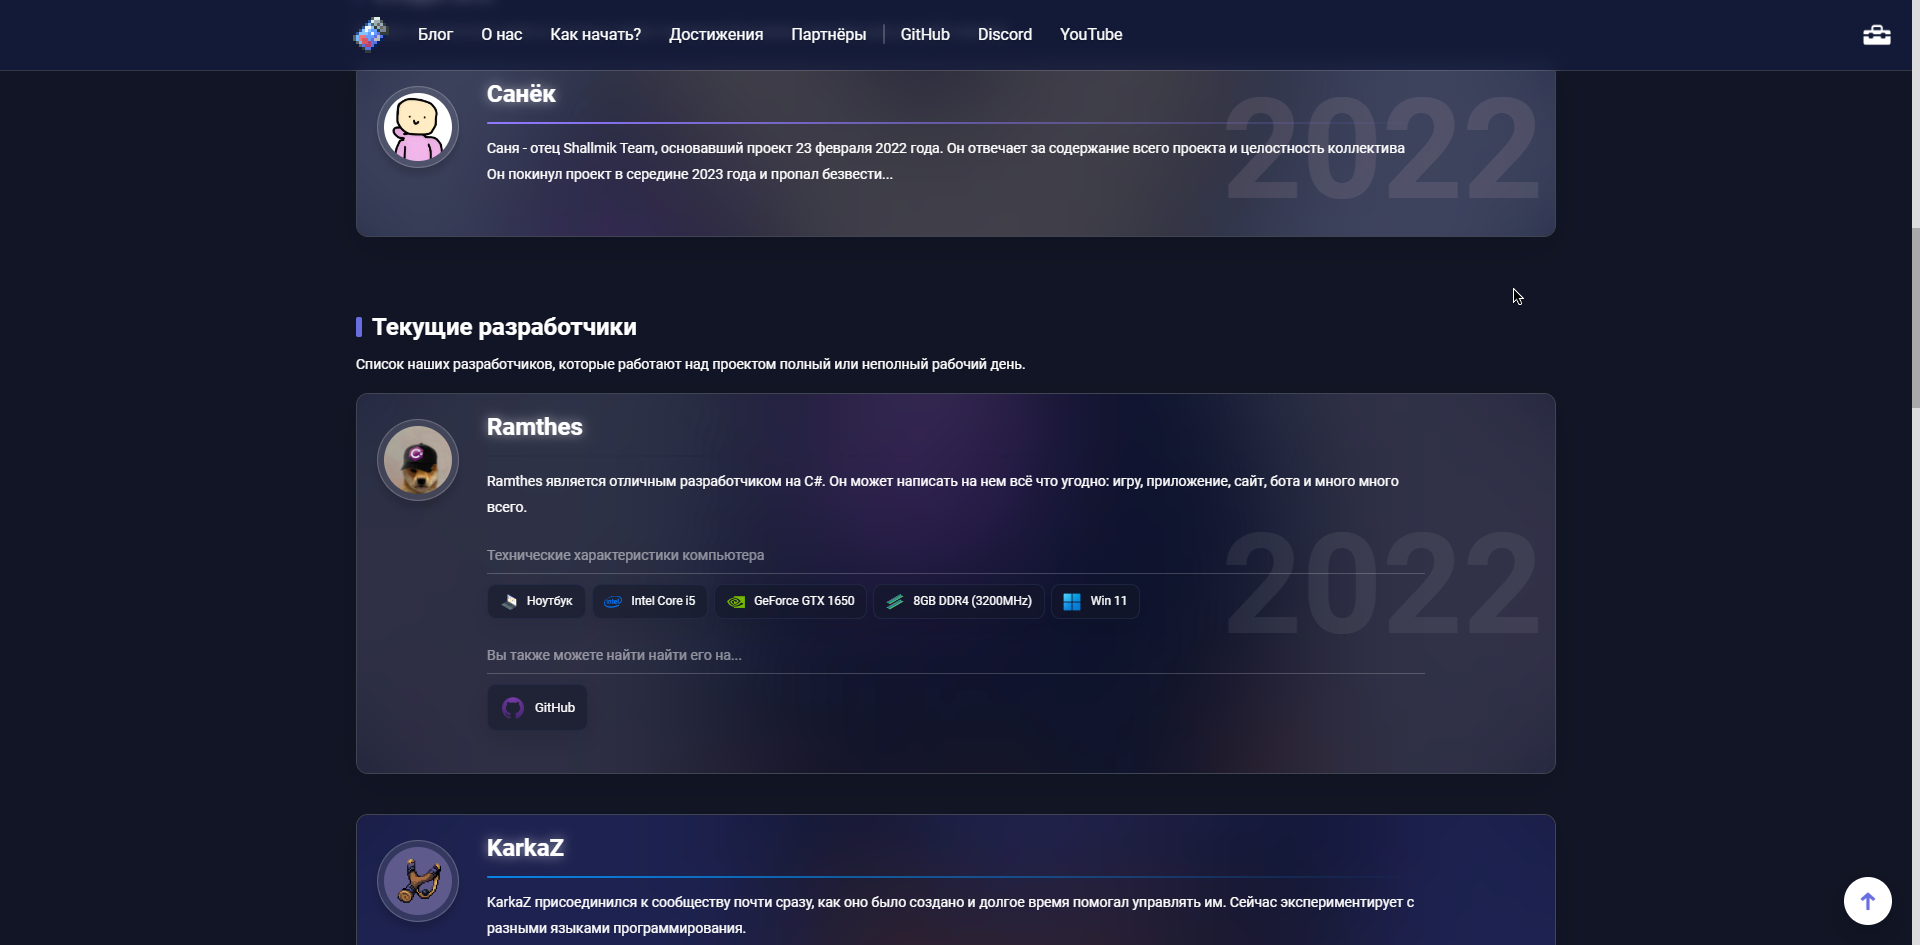 Блог О нас Как начать? Достижения Партнёры GitHub Discord YouTube
Санёк
Саня - отец Shallmik Team, основавший проект 23 февраля 2022 года. Он отвечает за содержание всего проекта и целостность коллектива
Он покинул проект в середине 2023 года и пропал безвести...
2022
Текущие разработчики
Список наших разработчиков, которые работают над проектом полный или неполный рабочий день.
Ramthes
Ramthes является отличным разработчиком на C#. Он может написать на нем всё что угодно: игру, приложение, сайт, бота и много много
всего.
2022
Технические характеристики компьютера
Ноутбук Intel Core i5 GeForce GTX 1650 8GB DDR4 (3200MHz) Win 11
Вы также можете найти найти его на...
GitHub
KarkaZ
KarkaZ присоединился к сообществу почти сразу, как оно было создано и долгое время помогал управлять им. Сейчас экспериментирует с
разными языками программирования.